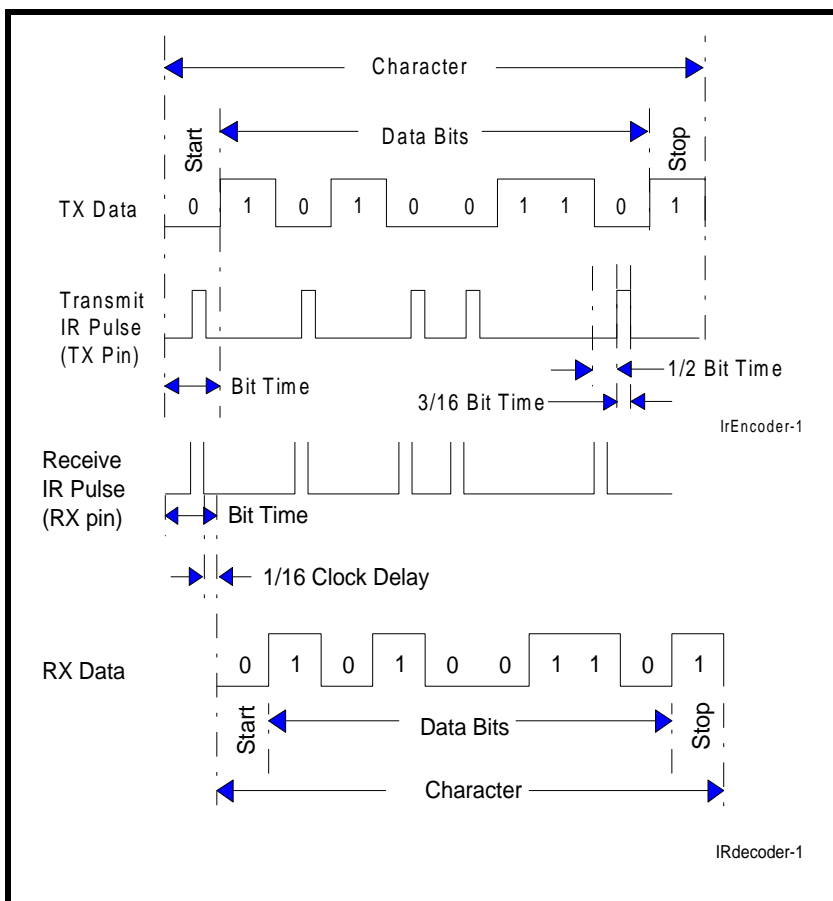 Character
Start
Data Bits
Stop
TX Data
0 1 0 1 0 0 1 1 0 1
Transmit
IR Pulse
(TX Pin)
Bit Time
1/2 Bit Time
3/16 Bit Time
IrEncoder-1
Receive
IR Pulse
(RX pin)
Bit Time
1/16 Clock Delay
RX Data
0 1 0 1 0 0 1 1 0 1
Start
Data Bits
Stop
Character
IRdecoder-1